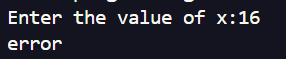 Enter the value of x:16
error